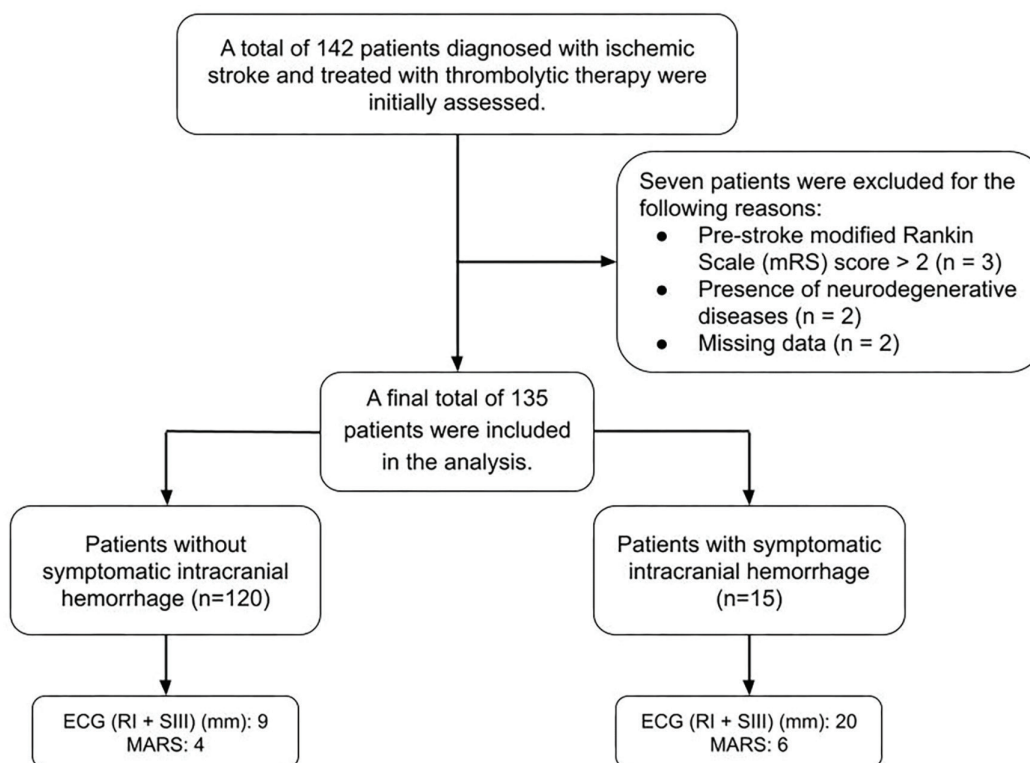 A total of 142 patients diagnosed with ischemic
stroke and treated with thrombolytic therapy were
initially assessed.
Seven patients were excluded for the
following reasons:
● Pre-stroke modified Rankin
Scale (mRS) score > 2 (n = 3)
● Presence of neurodegenerative
diseases (n = 2)
● Missing data (n = 2)
A final total of 135
patients were included
in the analysis.
Patients without
symptomatic intracranial
hemorrhage (n=120)
Patients with symptomatic
intracranial hemorrhage
(n=15)
ECG (RI + SIII) (mm): 9
MARS: 4
ECG (RI + SIII) (mm): 20
MARS: 6